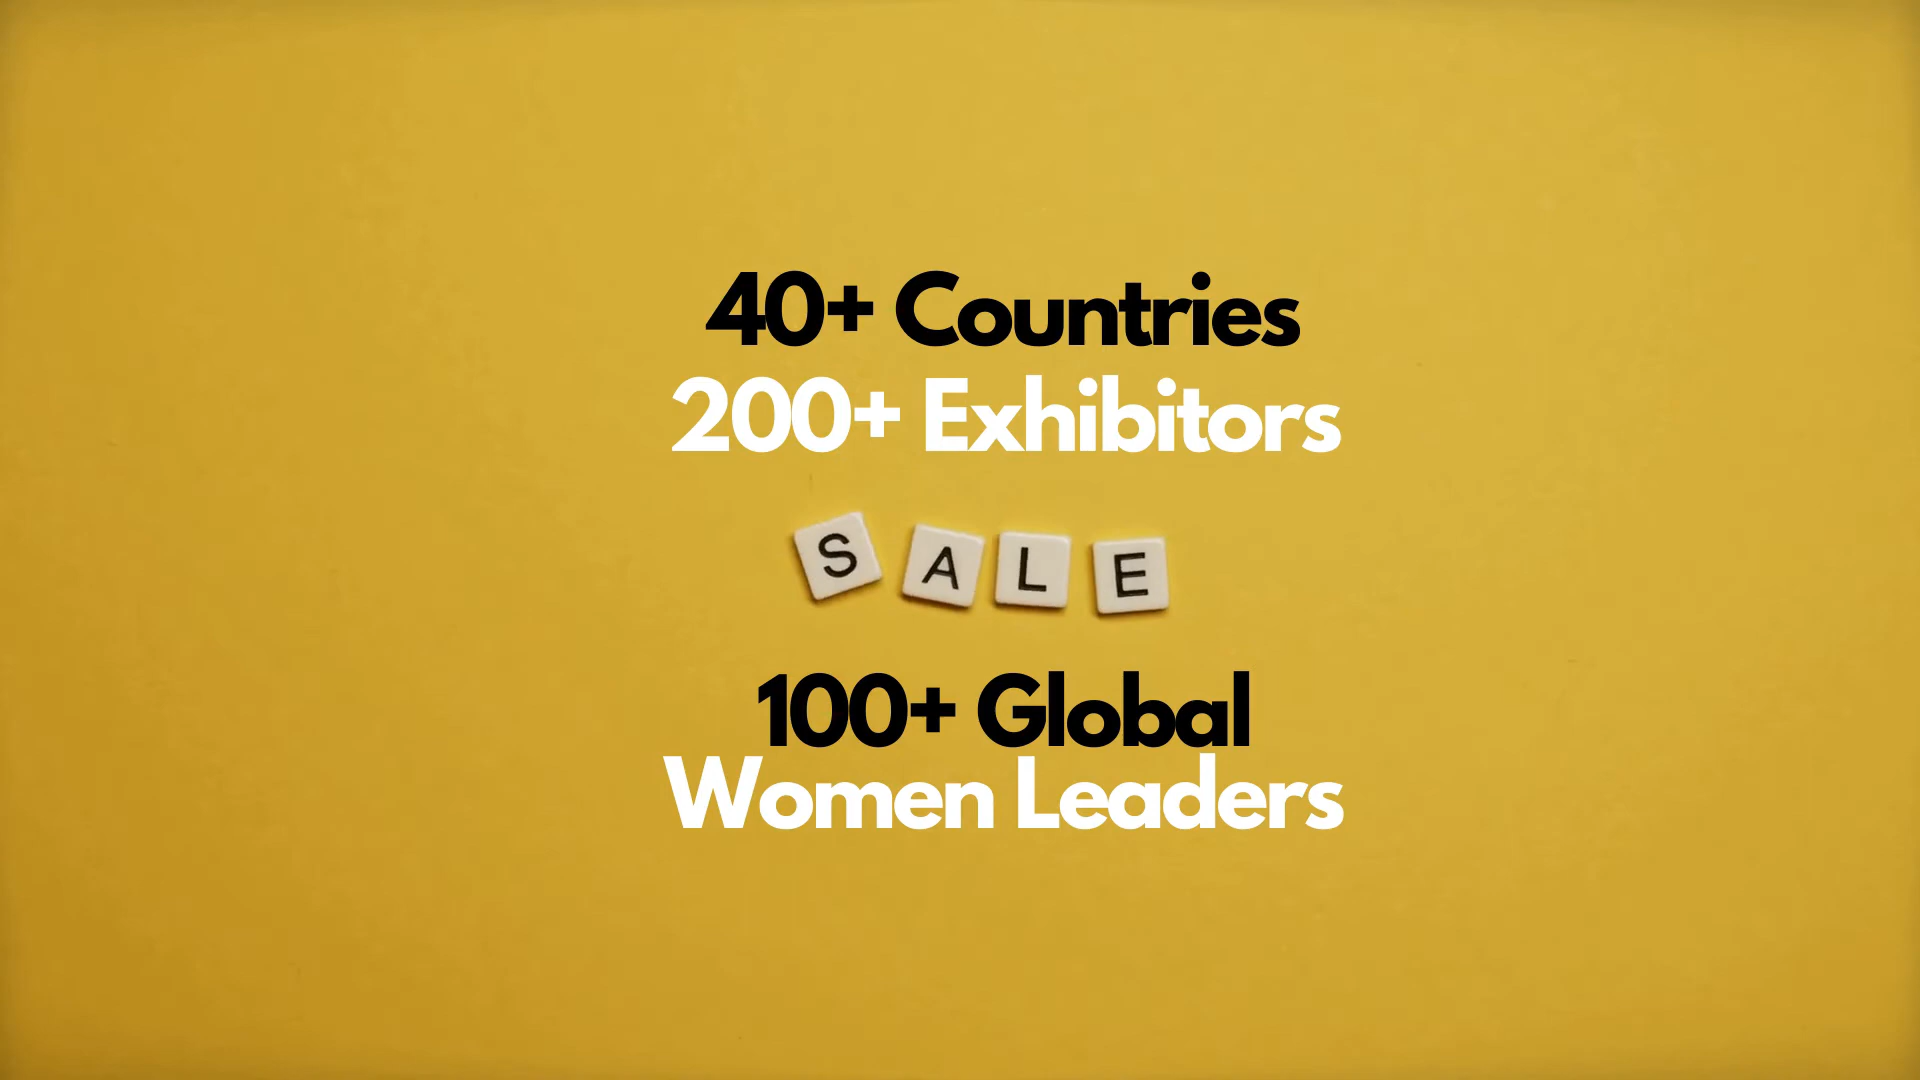 40+ Countries
200+ Exhibitors
SALE
100+ Global
Women Leaders